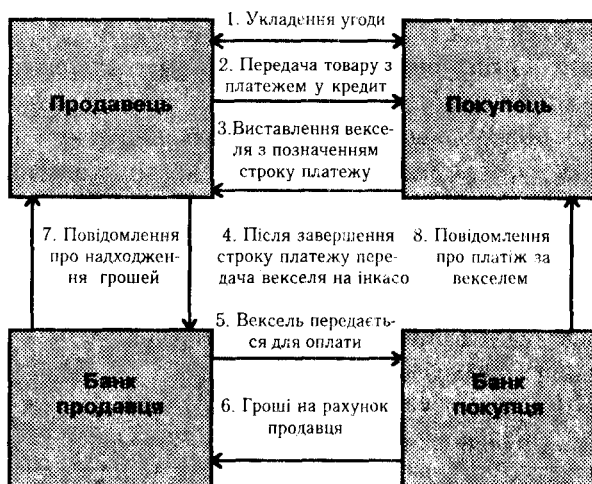 1. Укладення угоди
2. Передача товару з
платежем у кредит
Продавець
Покупець
3.Виставлення вексе-
ля з позначенням
строку платежу
7. Повідомлення
про надходжен-
ня грошей
4. Після завершення
строку платежу пере-
дача векселя на інкасо
8. Повідомлення
про платіж за
векселем
5. Вексель передаєть-
ся для оплати
Банк
продавця
Банк
покупця
6. Гроші на рахунок
продавця